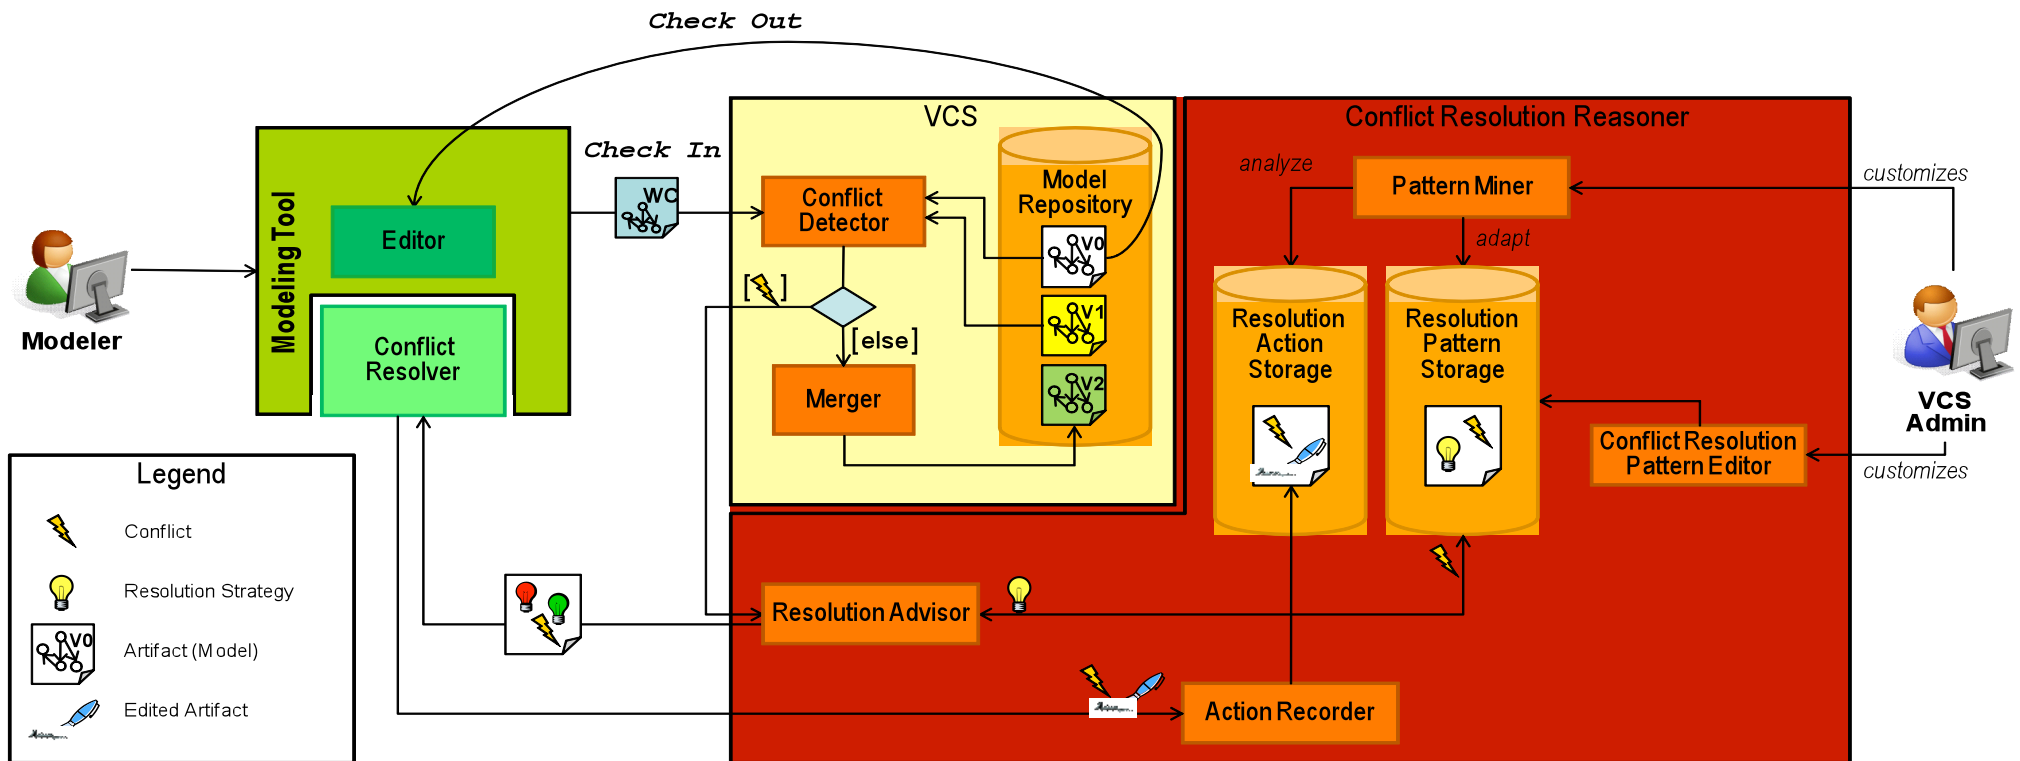 Check Out
VCS
Conflict Resolution Reasoner
Check In
analyze
Pattern Miner
customizes
Modeling Tool
WC
Conflict
Detector
Model
Repository
Editor
V0
adapt
[ ]
V1
Resolution
Action
Storage
Resolution
Pattern
Storage
Modeler
[else]
Conflict
Resolver
V2
Merger
VCS
Admin
Conflict Resolution
Pattern Editor
customizes
Legend
Conflict
Resolution Strategy
Resolution Advisor
V0
Artifact (Model)
Edited Artifact
Action Recorder